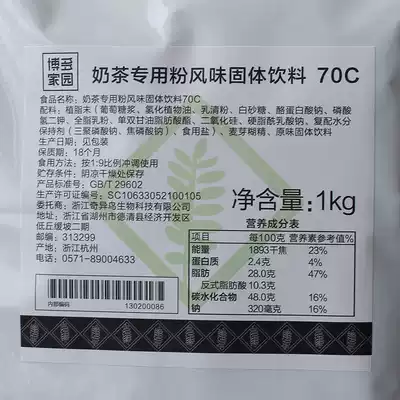 博多
家园
奶茶专用粉风味固体饮料 70C
食品名称：奶茶专用粉风味固体饮料70C
配料：植脂末（葡萄糖浆、氢化植物油、乳清粉、白砂糖、酪蛋白酸钠、磷酸
氢二钾、全脂乳粉、单双甘油脂肪酸酯、二氧化硅、硬脂酰乳酸钠、复配水分
保持剂（三聚磷酸钠、焦磷酸钠）、食用盐）、麦芽糊精、原味固体饮料
生产日期：见包装
保质期：18个月
食用方法：按1:9比例冲调使用
贮存条件：阴凉干燥处保存
产品标准号：GB/T 29602
生产许可证编号：SC10633052100105
委托商：浙江奇异鸟生物科技有限公司
地址：浙江省湖州市德清县经济开发区
长虹丘缓坡二期
邮编：313299
产地：浙江杭州
电话：0571-89004633
净含量:1kg
营养成分表
项目 每100克 营养素参考值%
能量 1893千焦 23%
蛋白质 2.4克 4%
脂肪 28.0克 47%
反式脂肪酸 10.3克
碳水化合物 48.0克 16%
钠 320毫克 16%
内部编码
130200086